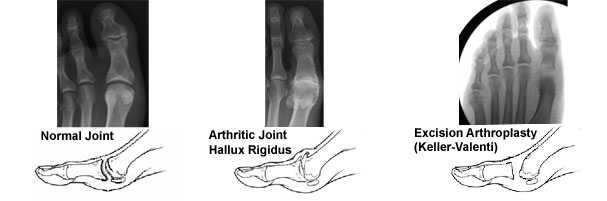 Normal Joint
Arthritic Joint
Hallux Rigidus
Excision Arthroplasty
(Keller-Valenti)